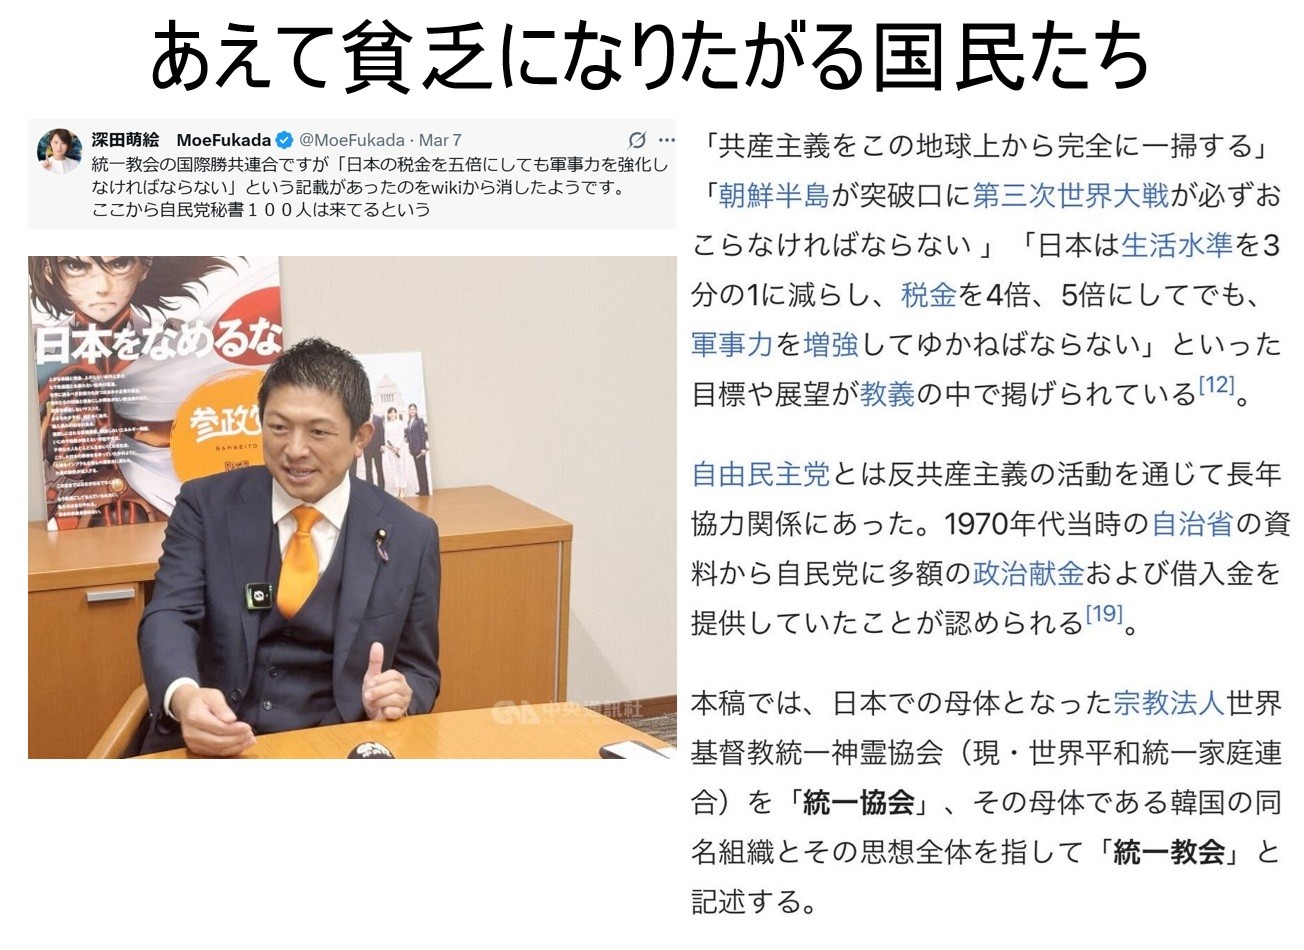 あえて貧乏になりたがる国民たち
深田萌絵 MoeFukada @MoeFukada · Mar 7
統一教会の国際勝共連合ですが「日本の税金を五倍にしても軍事力を強化し
なければならない」という記載があったのをwikiから消したようです。
ここから自民党秘書１００人は来てるという
日本をなめるな
参政党
SANSEITO
CNA 中央通訊社
「共産主義をこの地球上から完全に一掃する」
「朝鮮半島が突破口に第三次世界大戦が必ずお
こらなければならない 」「日本は生活水準を3
分の1に減らし、税金を4倍、5倍にしてでも、
軍事力を増強してゆかねばならない」といった
目標や展望が教義の中で掲げられている[12]。
自由民主党とは反共産主義の活動を通じて長年
協力関係にあった。1970年代当時の自治省の資
料から自民党に多額の政治献金および借入金を
提供していたことが認められる[19]。
本稿では、日本での母体となった宗教法人世界
基督教統一神霊協会（現・世界平和統一家庭連
合）を「統一協会」、その母体である韓国の同
名組織とその思想全体を指して「統一教会」と
記述する。